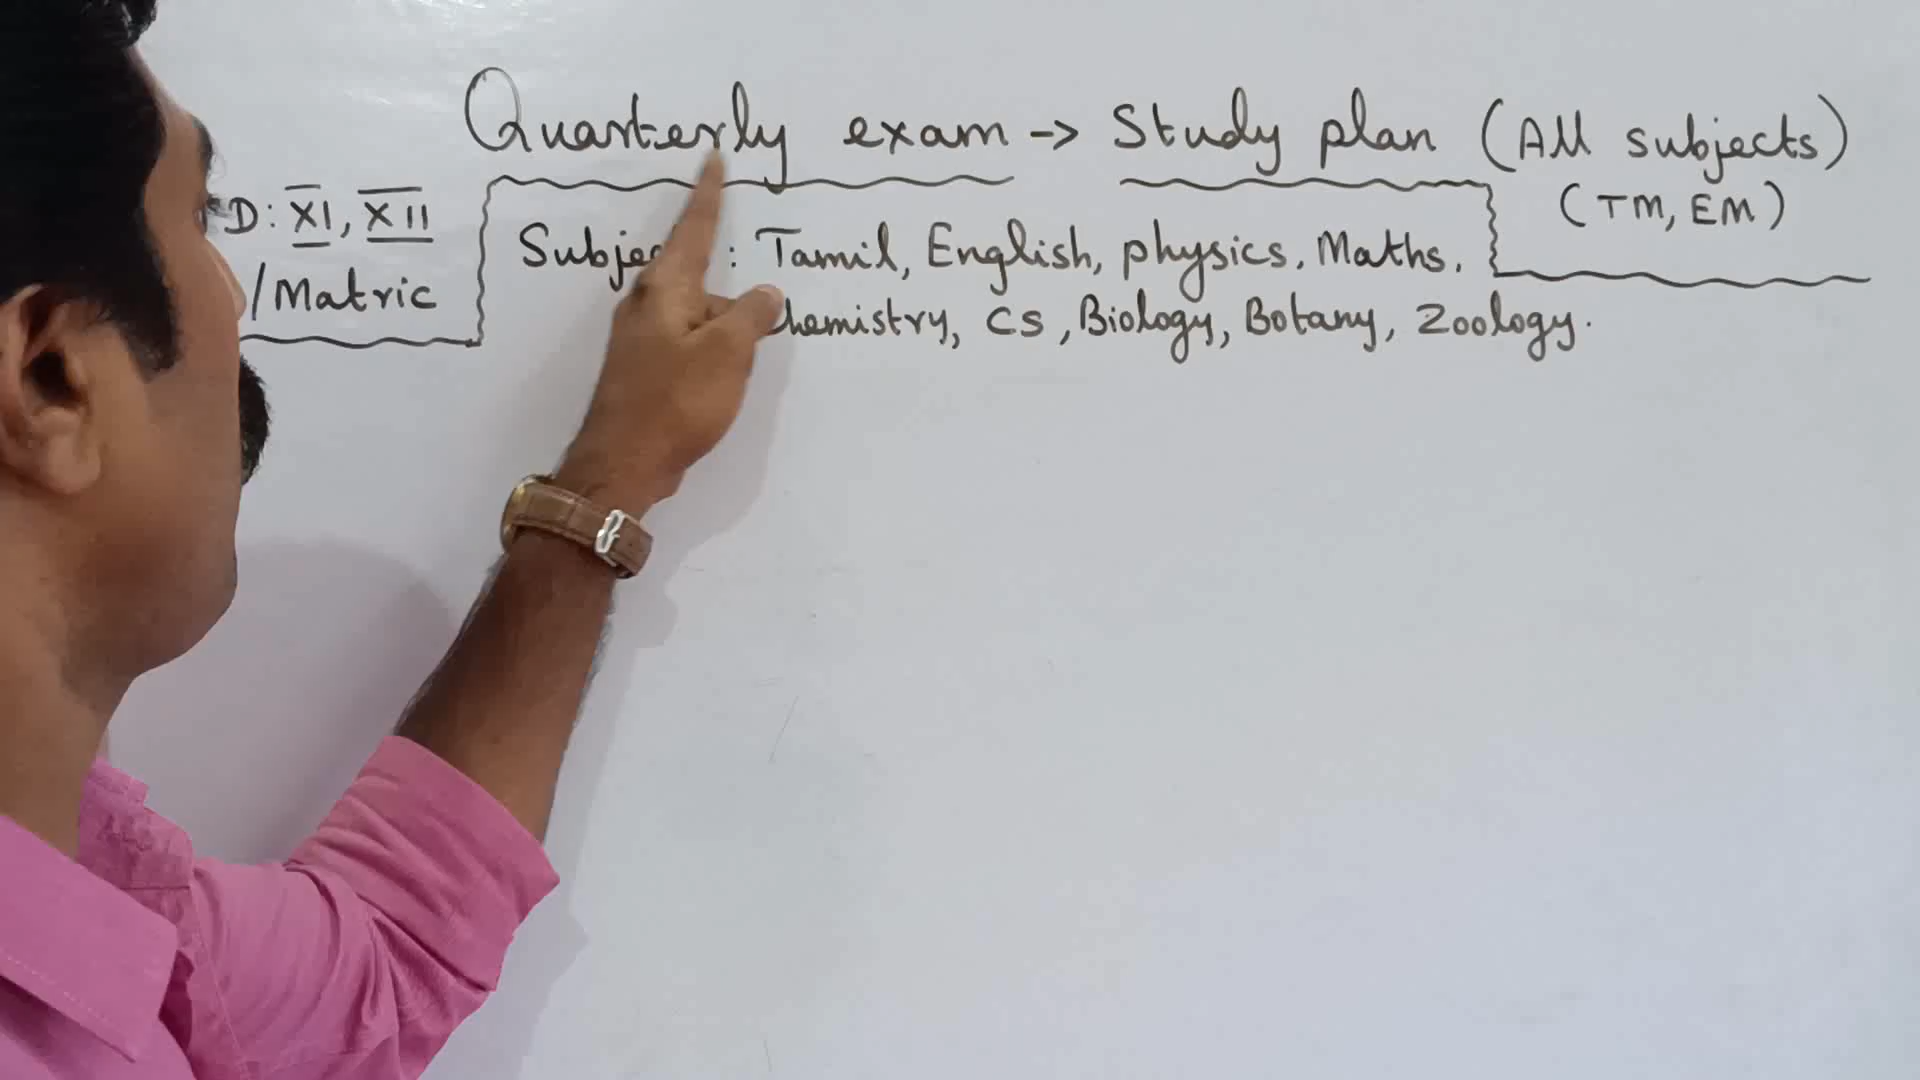 Quarterly exam -> Study plan (All subjects)
(TM, EM)
D: XI, XII
/Matric
: Tamil, English, physics, Maths,
hemistry, CS, Biology, Botany, Zoology.